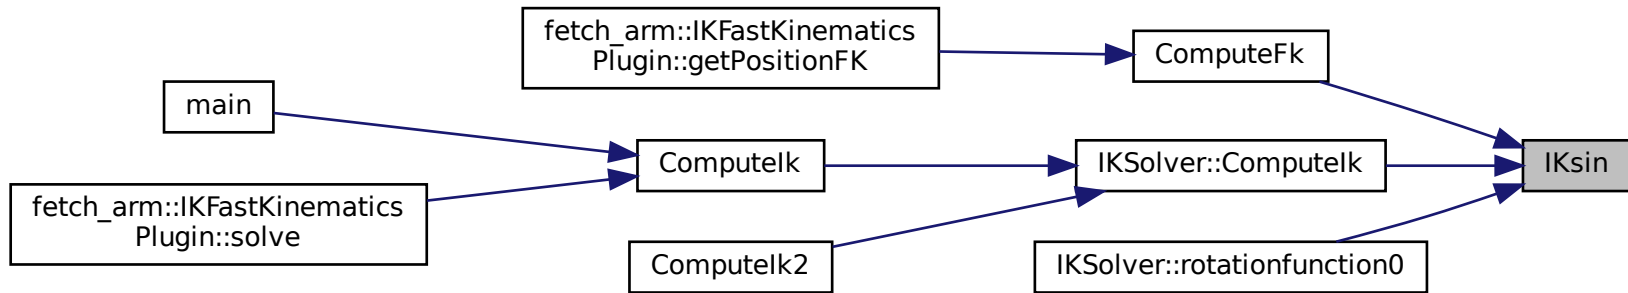 fetch_arm::IKFastKinematics
Plugin::getPositionFK
ComputeFk
main
ComputeIk
IKSolver::ComputeIk
IKsin
fetch_arm::IKFastKinematics
Plugin::solve
ComputeIk2
IKSolver::rotationfunction0